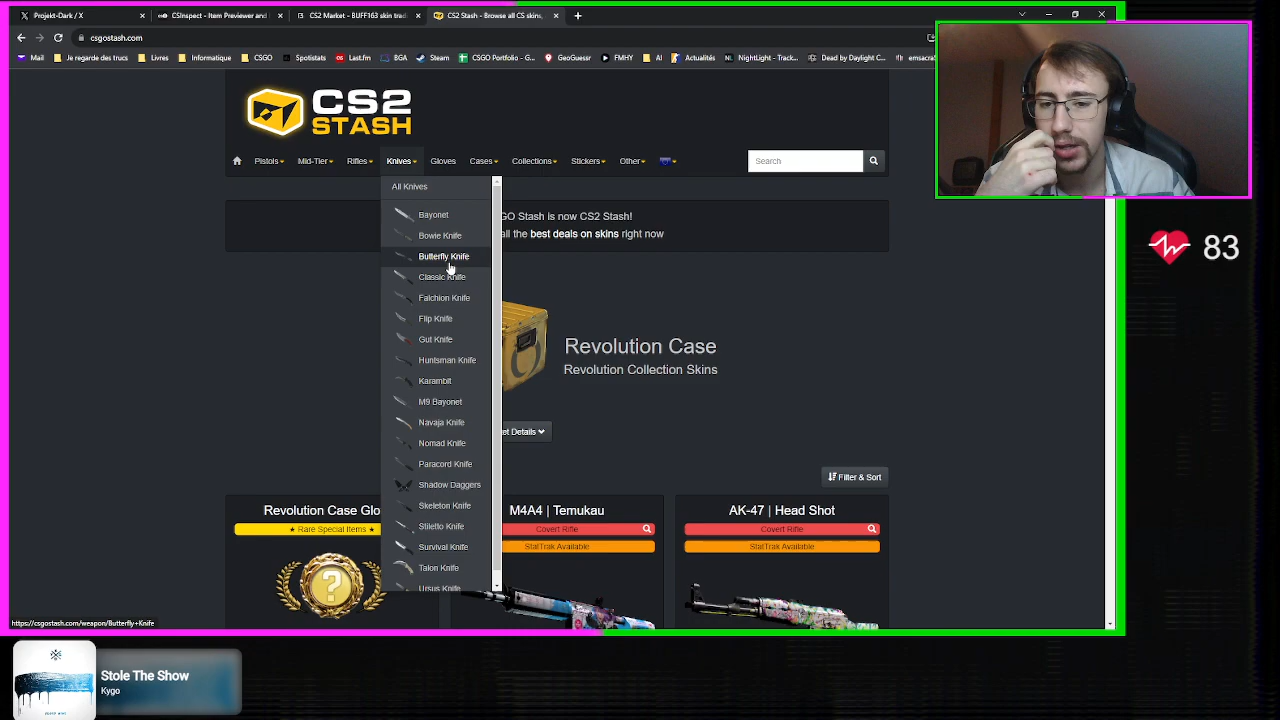 Projekt-Dark / X
CSInspect - Item Previewer and
CS2 Market - BUFF163 skin trad
CS2 Stash - Browse all CS skins,
csgostash.com
Mail
Je regarde des trucs
Livres
Informatique
CSGO
Spotistats
Last.fm
BGA
Steam
CSGO Portfolio - G...
GeoGuessr
FMHY
AI
Actualités
NightLight - Track...
Dead by Daylight C...
emsacra
CS2
STASH
Pistols
Mid-Tier
Rifles
Knives
Gloves
Cases
Collections
Stickers
Other
Search
All Knives
Bayonet
Bowie Knife
Butterfly Knife
Classic Knife
Falchion Knife
Flip Knife
Gut Knife
Huntsman Knife
Karambit
M9 Bayonet
Navaja Knife
Nomad Knife
Paracord Knife
Shadow Daggers
Skeleton Knife
Stiletto Knife
Survival Knife
Talon Knife
Ursus Knife
GO Stash is now CS2 Stash!
all the best deals on skins right now
Revolution Case
Revolution Collection Skins
et Details
Filter & Sort
Revolution Case Glo
★ Rare Special Items ★
M4A4 | Temukau
Covert Rifle
StatTrak Available
AK-47 | Head Shot
Covert Rifle
StatTrak Available
https://csgostash.com/weapon/Butterfly+Knife
83
Stole The Show
Kygo